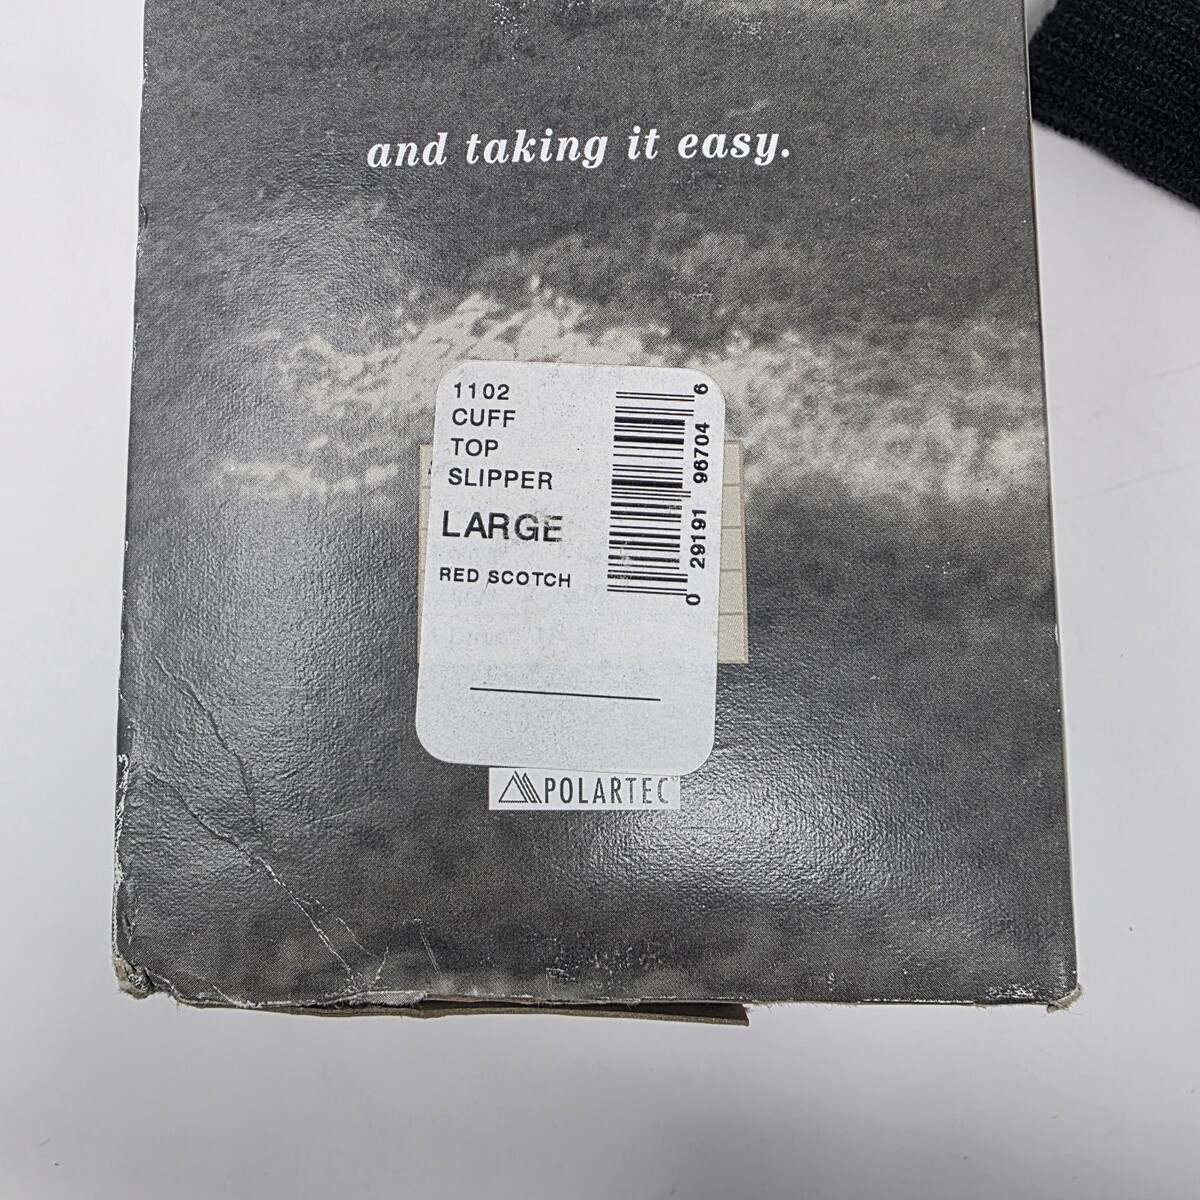 and taking it easy.
1102
CUFF
TOP
SLIPPER
LARGE
RED SCOTCH
0 29191 96704 6
POLARTEC